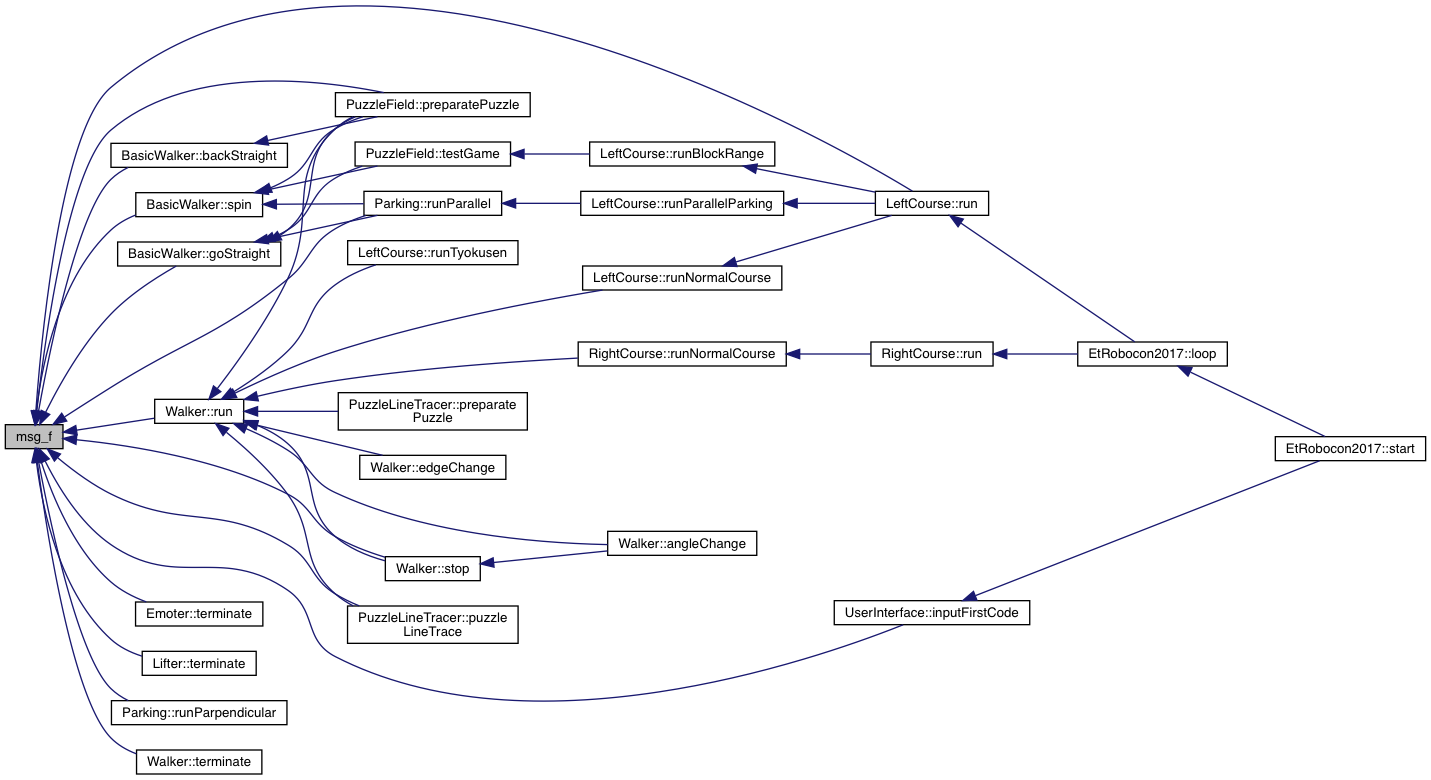 msg_f
PuzzleField::preparatePuzzle
BasicWalker::backStraight
PuzzleField::testGame
LeftCourse::runBlockRange
BasicWalker::spin
Parking::runParallel
LeftCourse::runParallelParking
LeftCourse::run
BasicWalker::goStraight
LeftCourse::runTyokusen
LeftCourse::runNormalCourse
RightCourse::runNormalCourse
RightCourse::run
EtRobocon2017::loop
Walker::run
PuzzleLineTracer::preparate
Puzzle
EtRobocon2017::start
Walker::edgeChange
Walker::angleChange
Walker::stop
Emoter::terminate
PuzzleLineTracer::puzzle
LineTrace
UserInterface::inputFirstCode
Lifter::terminate
Parking::runParpendicular
Walker::terminate